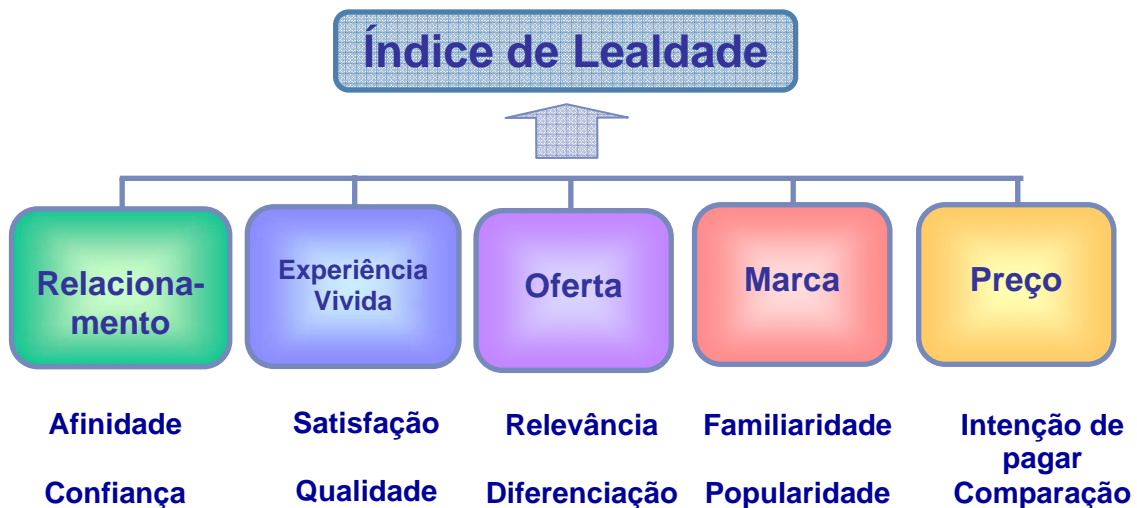 Índice de Lealdade
Relaciona-
mento
Experiência
Vivida
Oferta
Marca
Preço
Afinidade
Satisfação
Relevância
Familiaridade
Intenção de
pagar
Confiança
Qualidade
Diferenciação
Popularidade
Comparação